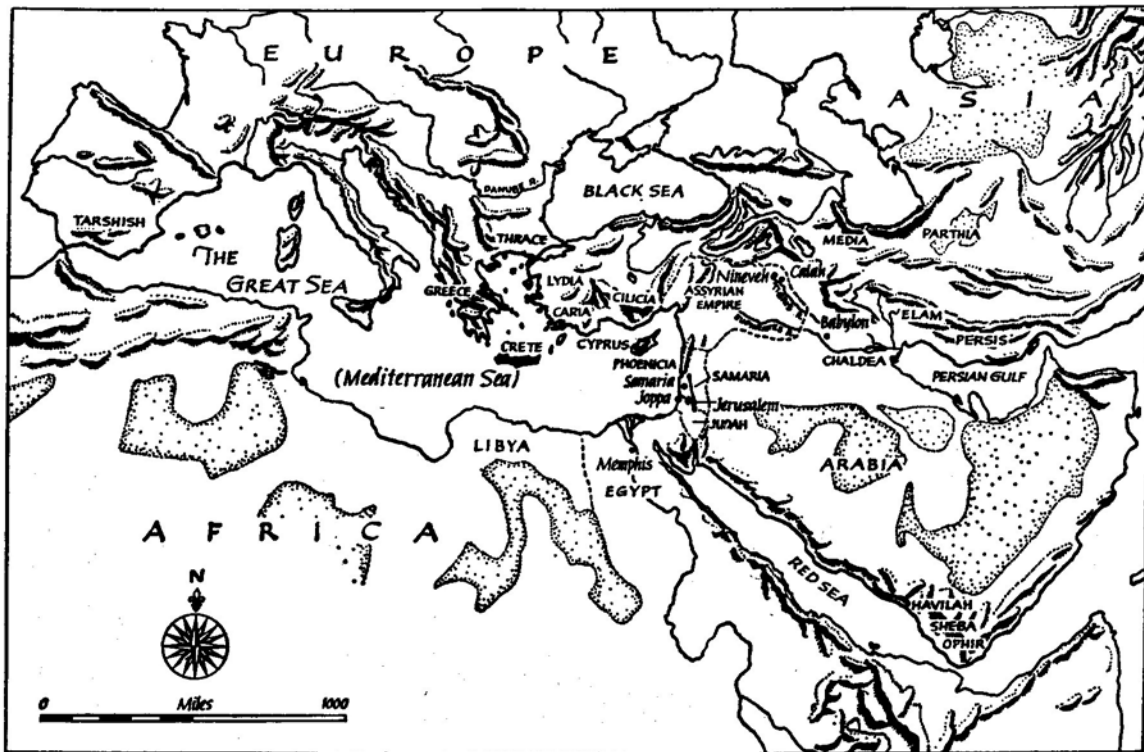 EUROPE
ASIA
DANUBE R.
BLACK SEA
TARSHISH
THRACE
MEDIA
PARTHIA
THE
GREAT SEA
GREECE
LYDIA
CARIA
CILICIA
Nineveh
Calah
ASSYRIAN
EMPIRE
Babylon
ELAM
PERSIS
CRETE
CYPRUS
CHALDEA
PERSIAN GULF
PHOENICIA
(Mediterranean Sea)
Samaria
SAMARIA
Joppa
Jerusalem
JUDAH
LIBYA
Memphis
EGYPT
ARABIA
AFRICA
RED SEA
N
HAVILAH
SHEBA
OPHIR
0 Miles 1000